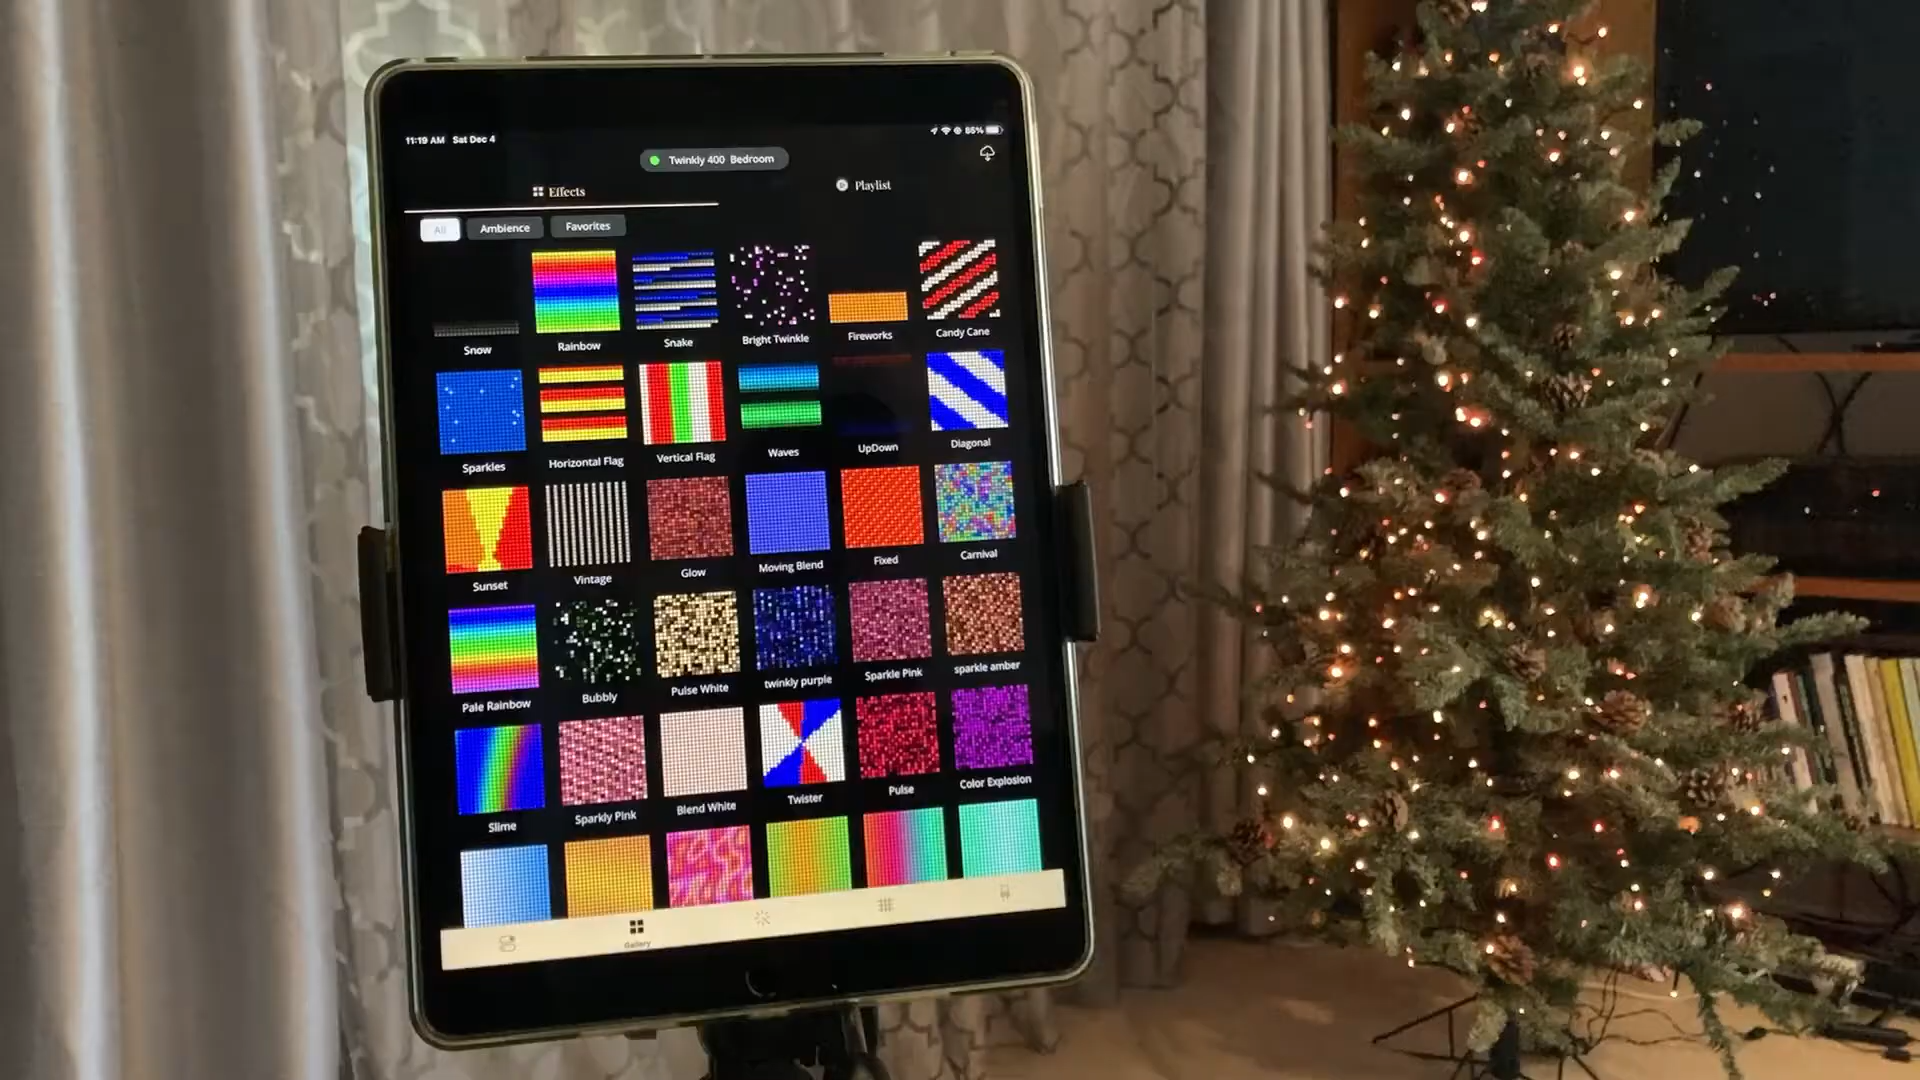 11:19 AM Sat Dec 4
85%
Twinkly 400 Bedroom
Effects
Playlist
All
Ambience
Favorites
Snow
Rainbow
Snake
Bright Twinkle
Fireworks
Candy Cane
Sparkles
Horizontal Flag
Vertical Flag
Waves
UpDown
Diagonal
Sunset
Vintage
Glow
Moving Blend
Fixed
Carnival
Pale Rainbow
Bubbly
Pulse White
twinkly purple
Sparkle Pink
sparkle amber
Slime
Sparkly Pink
Blend White
Twister
Pulse
Color Explosion
Gallery